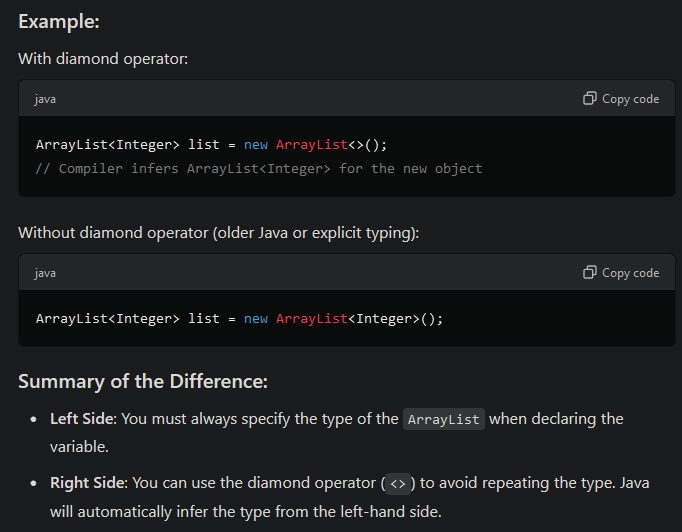 Example:
With diamond operator:
java
Copy code
ArrayList<Integer> list = new ArrayList<>();
// Compiler infers ArrayList<Integer> for the new object
Without diamond operator (older Java or explicit typing):
java
Copy code
ArrayList<Integer> list = new ArrayList<Integer>();
Summary of the Difference:
• Left Side: You must always specify the type of the ArrayList when declaring the
variable.
• Right Side: You can use the diamond operator (<>) to avoid repeating the type. Java
will automatically infer the type from the left-hand side.